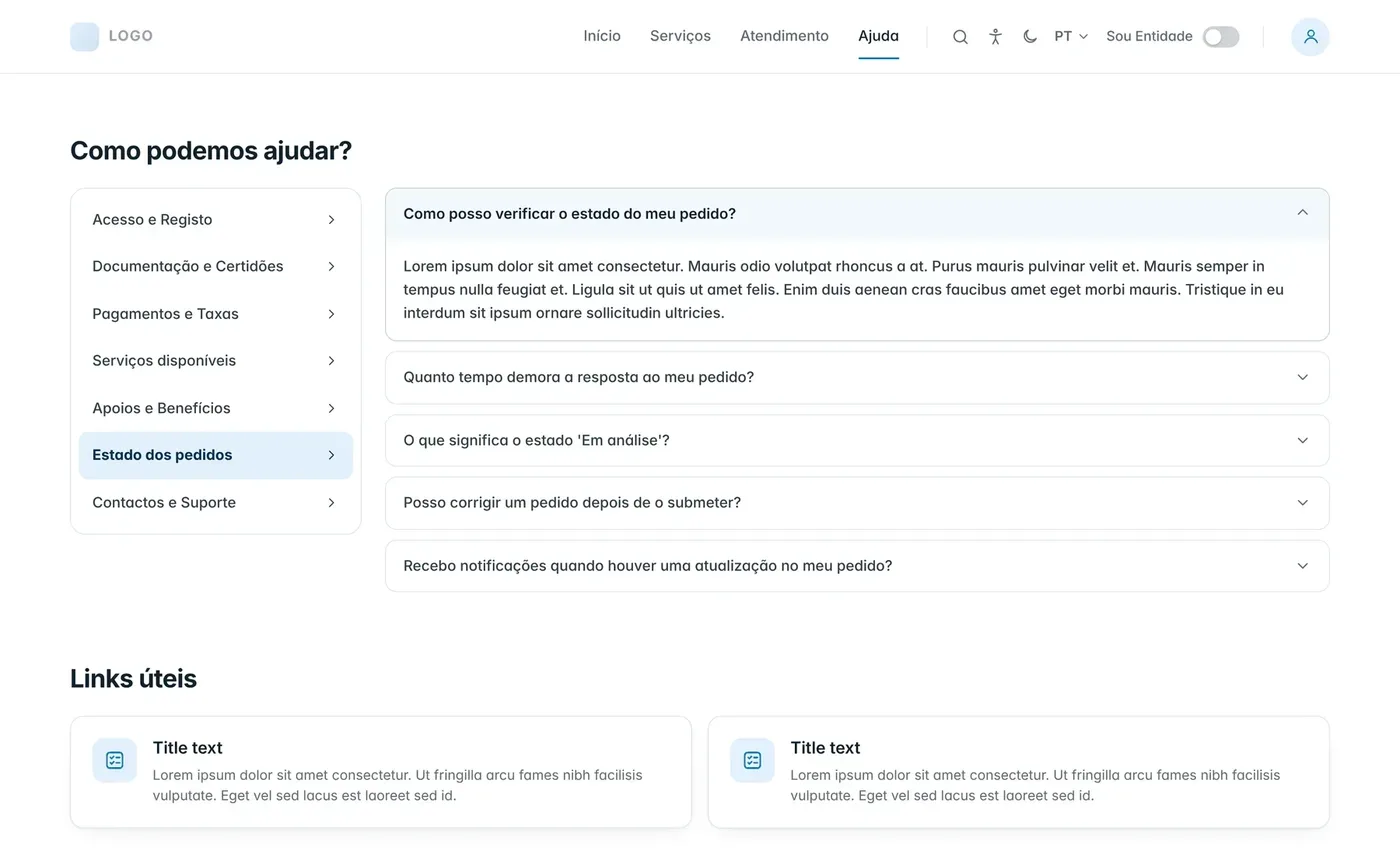 LOGO
Início
Serviços
Atendimento
Ajuda
PT
Sou Entidade
Como podemos ajudar?
Acesso e Registo
Documentação e Certidões
Pagamentos e Taxas
Serviços disponíveis
Apoios e Benefícios
Estado dos pedidos
Contactos e Suporte
Como posso verificar o estado do meu pedido?
Lorem ipsum dolor sit amet consectetur. Mauris odio volutpat rhoncus a at. Purus mauris pulvinar velit et. Mauris semper in
tempus nulla feugiat et. Ligula sit ut quis ut amet felis. Enim duis aenean cras faucibus amet eget morbi mauris. Tristique in eu
interdum sit ipsum ornare sollicitudin ultricies.
Quanto tempo demora a resposta ao meu pedido?
O que significa o estado 'Em análise'?
Posso corrigir um pedido depois de o submeter?
Recebo notificações quando houver uma atualização no meu pedido?
Links úteis
Title text
Lorem ipsum dolor sit amet consectetur. Ut fringilla arcu fames nibh facilisis
vulputate. Eget vel sed lacus est laoreet sed id.
Title text
Lorem ipsum dolor sit amet consectetur. Ut fringilla arcu fames nibh facilisis
vulputate. Eget vel sed lacus est laoreet sed id.